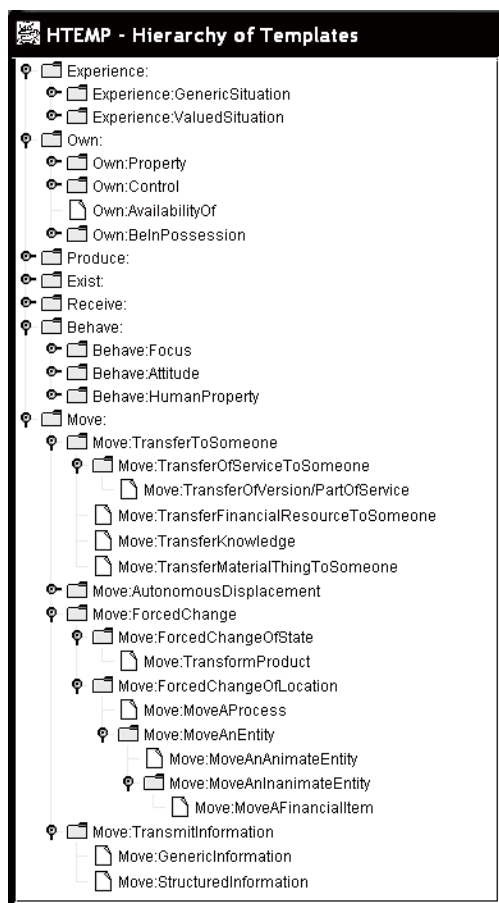 HTEMP - Hierarchy of Templates
Experience:
Experience:GenericSituation
Experience:ValuedSituation
Own:
Own:Property
Own:Control
Own:AvailabilityOf
Own:BeInPossession
Produce:
Exist:
Receive:
Behave:
Behave:Focus
Behave:Attitude
Behave:HumanProperty
Move:
Move:TransferToSomeone
Move:TransferOfServiceToSomeone
Move:TransferOfVersion/PartOfService
Move:TransferFinancialResourceToSomeone
Move:TransferKnowledge
Move:TransferMaterialThingToSomeone
Move:AutonomousDisplacement
Move:ForcedChange
Move:ForcedChangeOfState
Move:TransformProduct
Move:ForcedChangeOfLocation
Move:MoveAProcess
Move:MoveAnEntity
Move:MoveAnAnimateEntity
Move:MoveAnInanimateEntity
Move:MoveAFinancialItem
Move:TransmitInformation
Move:GenericInformation
Move:StructuredInformation